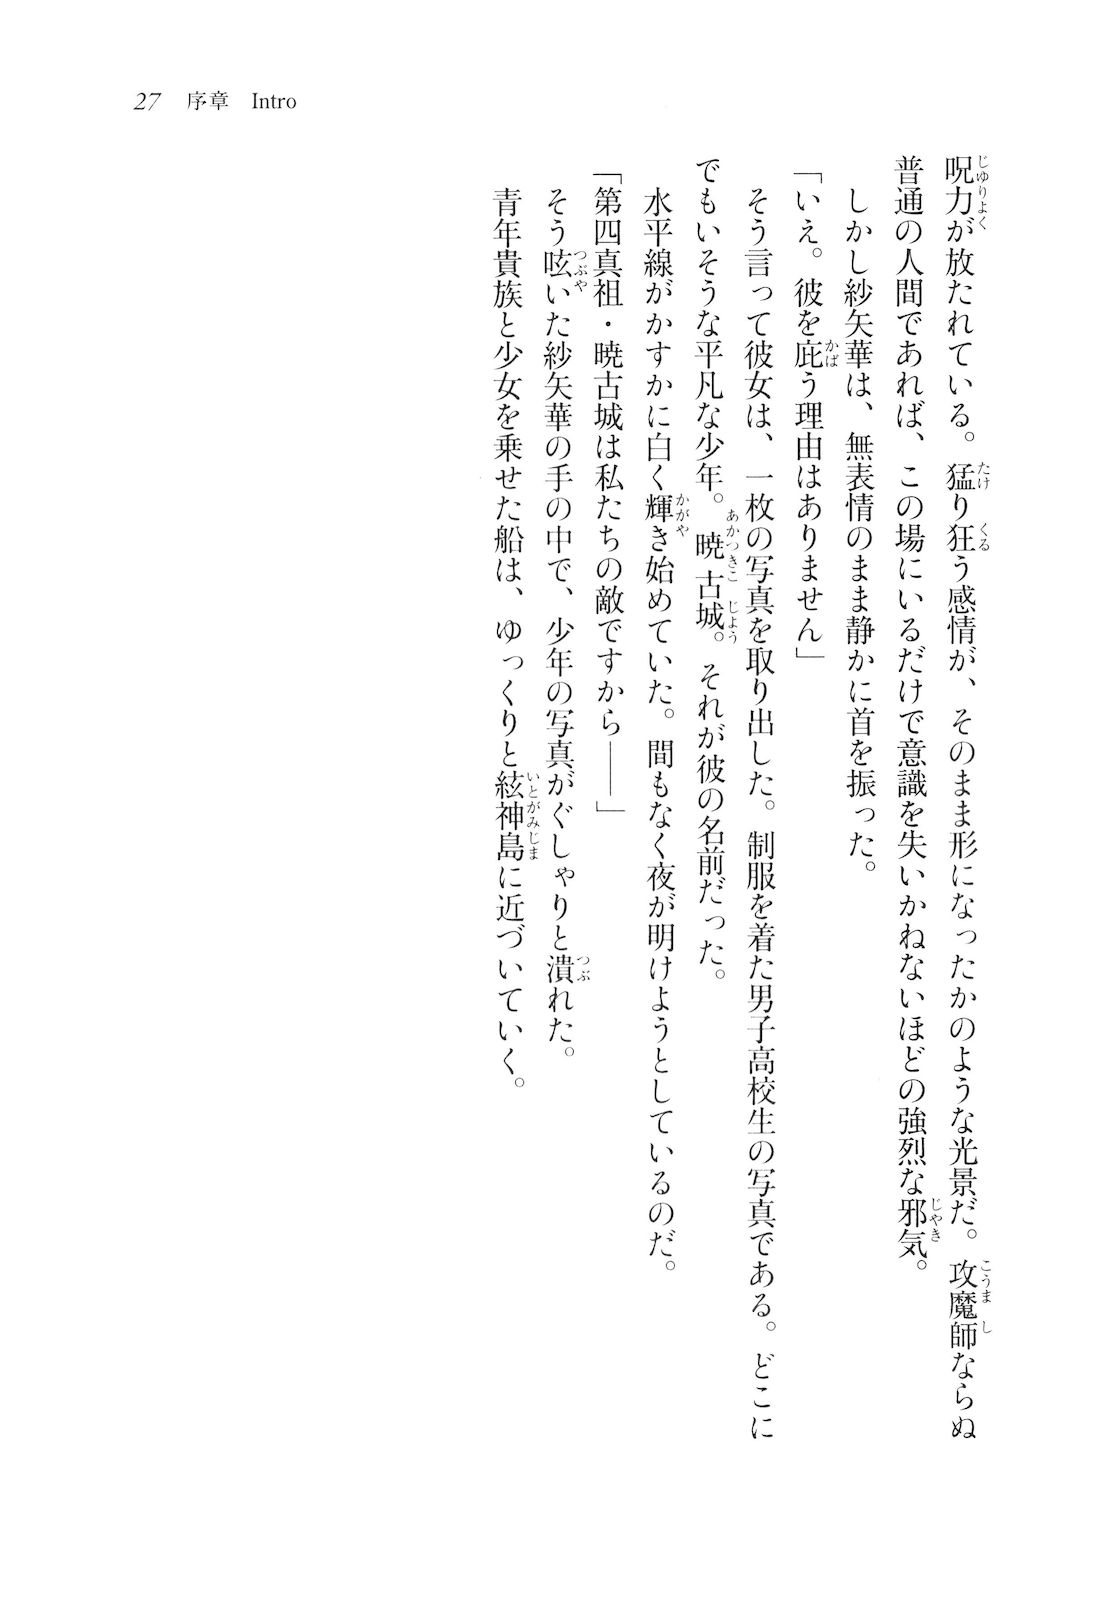 27 序章 Intro
呪力が放たれている。猛り狂う感情が、そのまま形になったかのような光景だ。攻魔師ならぬ
普通の人間であれば、この場にいるだけで意識を失いかねないほどの強烈な邪気。
しかし紗矢華は、無表情のまま静かに首を振った。
「いえ。彼を庇う理由はありません」
そう言って彼女は、一枚の写真を取り出した。制服を着た男子高校生の写真である。どこに
でもいそうな平凡な少年。暁古城。それが彼の名前だった。
水平線がかすかに白く輝き始めていた。間もなく夜が明けようとしているのだ。
「第四真祖・暁古城は私たちの敵ですから――」
そう呟いた紗矢華の手の中で、少年の写真がぐしゃりと潰れた。
青年貴族と少女を乗せた船は、ゆっくりと絃神島に近づいていく。